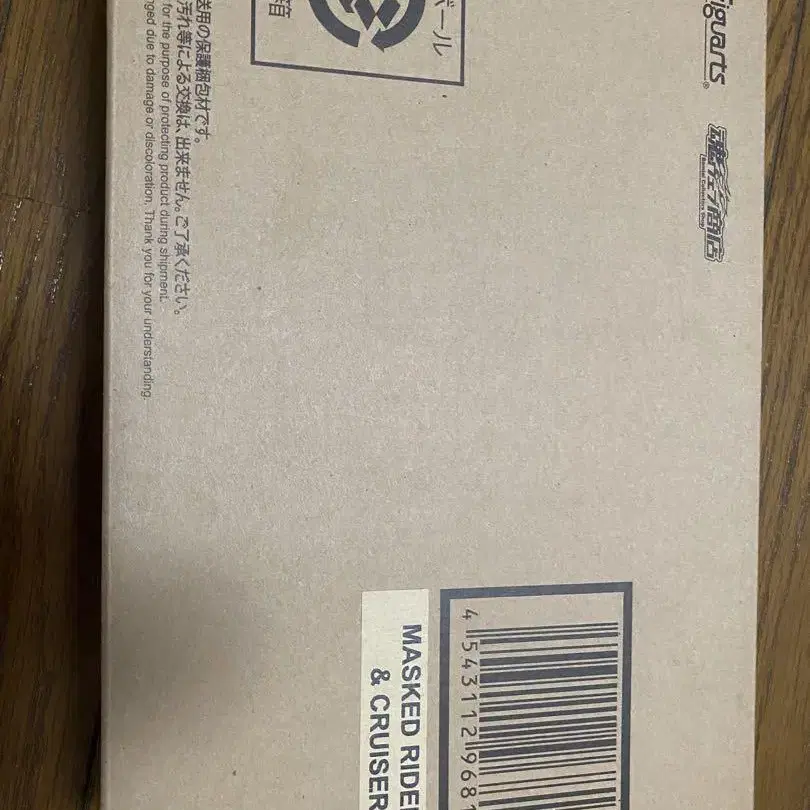 Figuarts
魂ウェブ商店
ボール
箱
送用の保護梱包材です。
汚れ等による交換は、出来ません。ご了承ください。
for the purpose of protecting product during shipment.
nged due to damage or discoloration. Thank you for your understanding.
4 543112 968
MASKED RIDE
& CRUISER